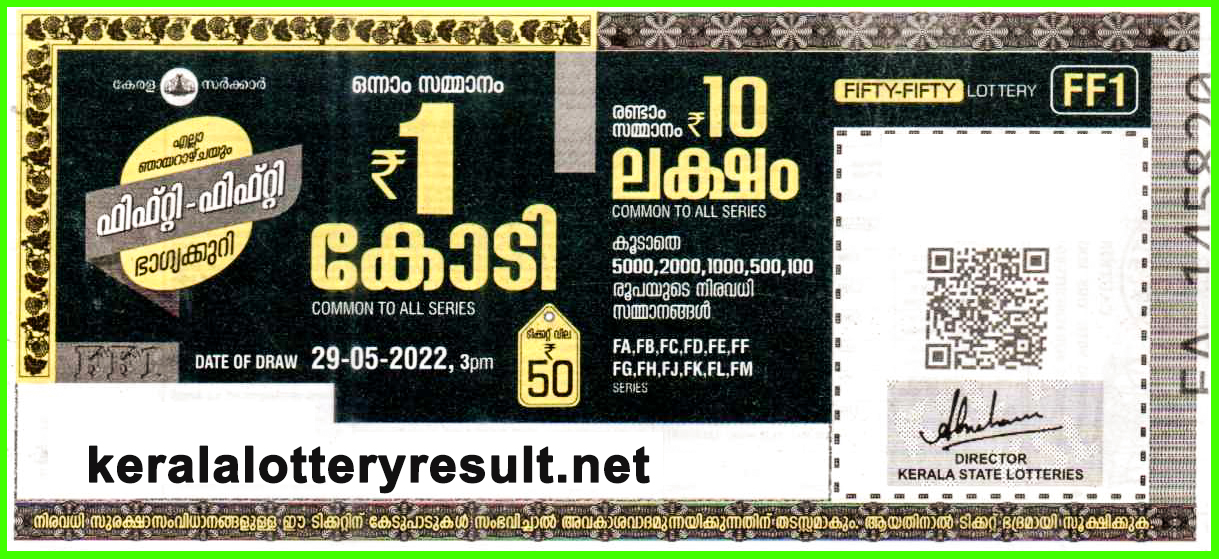 കേരള സർക്കാർ
എല്ലാ
ഞായറാഴ്ചയും
ഫിഫ്റ്റി-ഫിഫ്റ്റി
ഭാഗ്യക്കുറി
ഒന്നാം സമ്മാനം
₹1
കോടി
COMMON TO ALL SERIES
DATE OF DRAW 29-05-2022, 3pm
ടിക്കറ്റ് വില
₹
50
രണ്ടാം
സമ്മാനം ₹10
ലക്ഷം
COMMON TO ALL SERIES
കൂടാതെ
5000,2000,1000,500,100
രൂപയുടെ നിരവധി
സമ്മാനങ്ങൾ
FA,FB,FC,FD,FE,FF
FG,FH,FJ,FK,FL,FM
SERIES
FIFTY-FIFTY LOTTERY FF1
DIRECTOR
KERALA STATE LOTTERIES
FA 145820
keralalotteryresult.net
നിരവധി സുരക്ഷാസംവിധാനങ്ങളുള്ള ഈ ടിക്കറ്റിന് കേടുപാടുകൾ സംഭവിച്ചാൽ അവകാശവാദമുന്നയിക്കുന്നതിന് തടസ്സമാകും. ആയതിനാൽ ടിക്കറ്റ് ഭദ്രമായി സൂക്ഷിക്കുക.